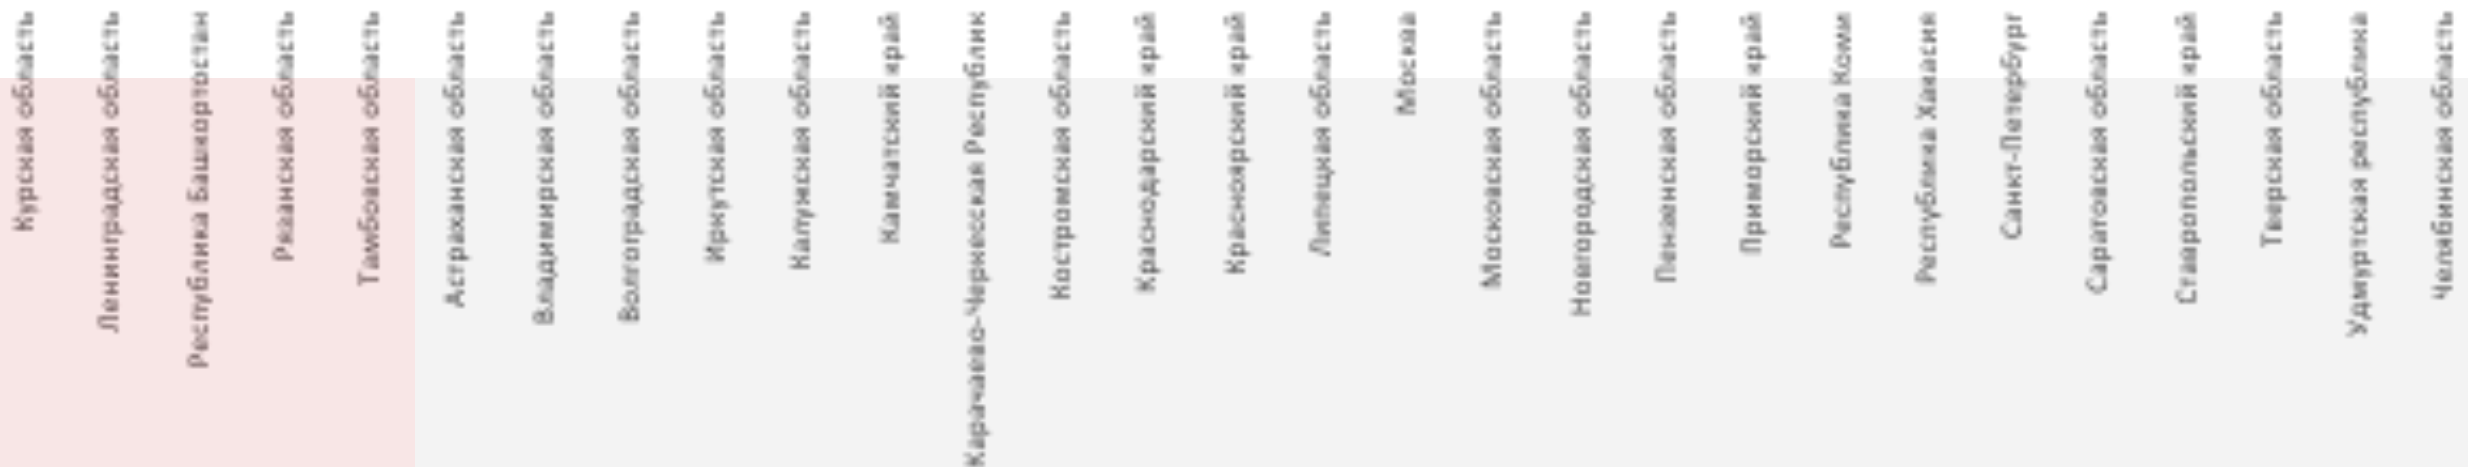 Курская область
Ленинградская область
Республика Башкортостан
Рязанская область
Тамбовская область
Астраханская область
Владимирская область
Волгоградская область
Иркутская область
Калужская область
Камчатский край
Карачаево-Черкесская Республик
Костромская область
Краснодарский край
Красноярский край
Липецкая область
Москва
Московская область
Новгородская область
Пензенская область
Приморский край
Республика Коми
Республика Хакасия
Санкт-Петербург
Саратовская область
Ставропольский край
Тверская область
Удмуртская республика
Челябинская область